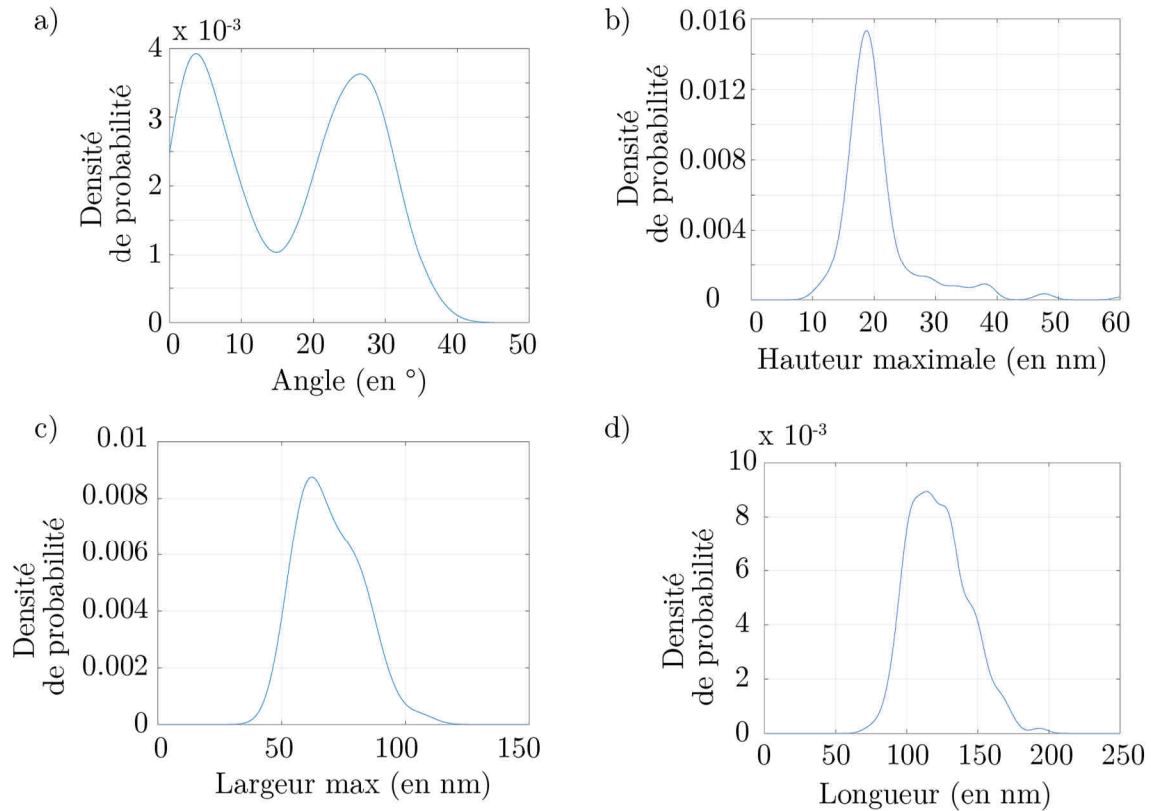 a)
x 10-3
4
3
2
1
0
Densité
de probabilité
0 10 20 30 40 50
Angle (en °)
b)
0.016
0.012
0.008
0.004
0
Densité
de probabilité
0 10 20 30 40 50 60
Hauteur maximale (en nm)
c)
0.01
0.008
0.006
0.004
0.002
0
Densité
de probabilité
0 50 100 150
Largeur max (en nm)
d)
x 10-3
10
8
6
4
2
0
Densité
de probabilité
0 50 100 150 200 250
Longueur (en nm)